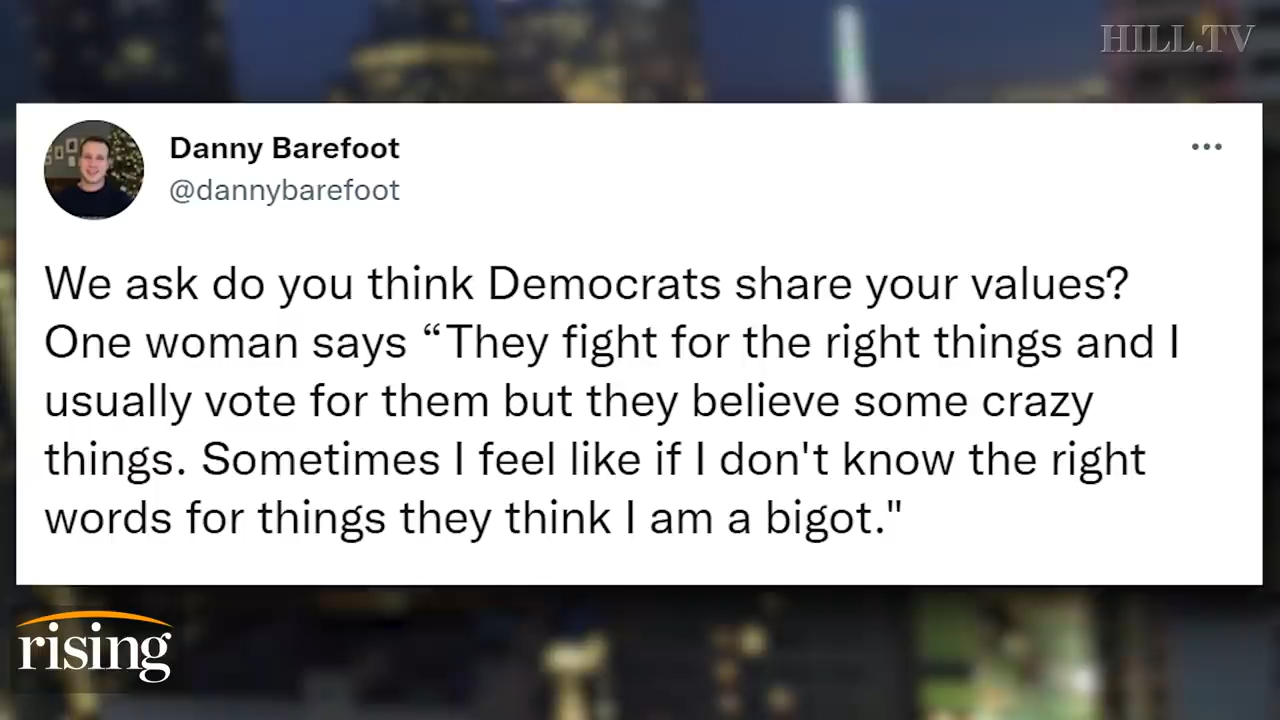 HILL.TV
Danny Barefoot
@dannybarefoot
We ask do you think Democrats share your values?
One woman says “They fight for the right things and I
usually vote for them but they believe some crazy
things. Sometimes I feel like if I don't know the right
words for things they think I am a bigot."
rising